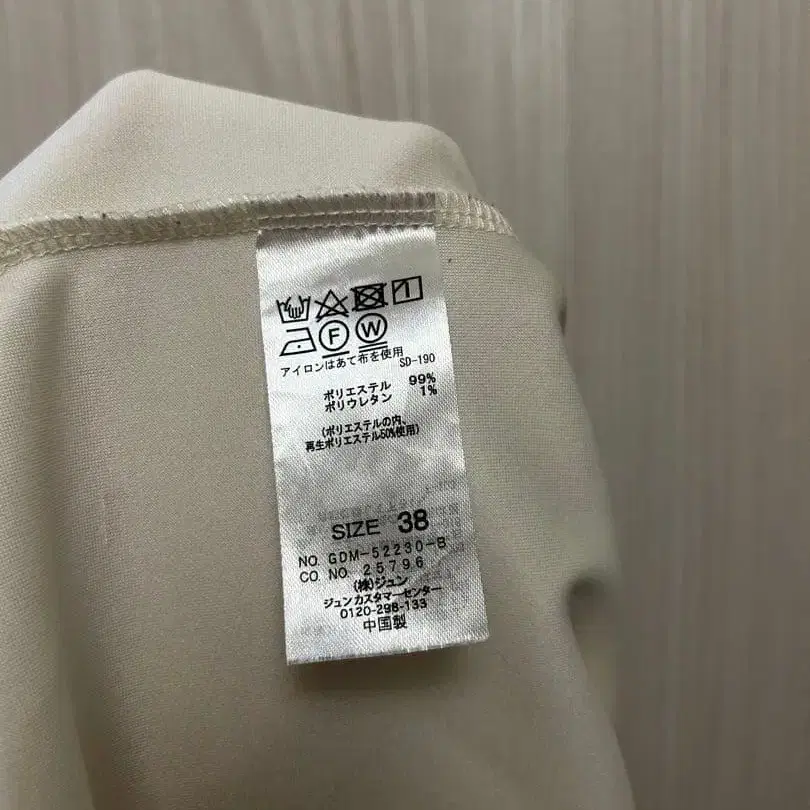 F W
アイロンはあて布を使用 SD-190
ポリエステル 99%
ポリウレタン 1%
(ポリエステルの内、
再生ポリエステル50%使用)
SIZE 38
NO. GDM-52230-B
CO. NO. 25796
(株)ジュン
ジュンカスタマーセンター
0120-298-133
中国製